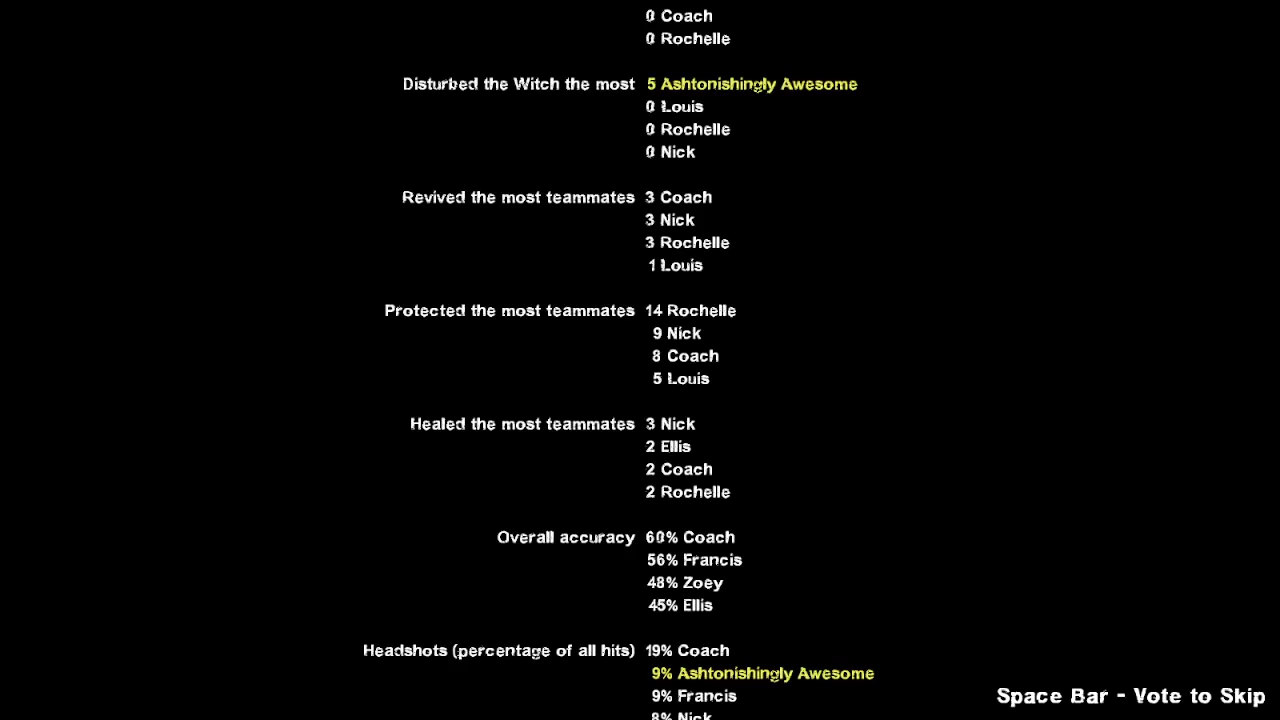 0 Coach
0 Rochelle
Disturbed the Witch the most 5 Ashtonishingly Awesome
0 Louis
0 Rochelle
0 Nick
Revived the most teammates 3 Coach
3 Nick
3 Rochelle
1 Louis
Protected the most teammates 14 Rochelle
9 Nick
8 Coach
5 Louis
Healed the most teammates 3 Nick
2 Ellis
2 Coach
2 Rochelle
Overall accuracy 60% Coach
56% Francis
48% Zoey
45% Ellis
Headshots (percentage of all hits) 19% Coach
9% Ashtonishingly Awesome
9% Francis
8% Nick
Space Bar - Vote to Skip